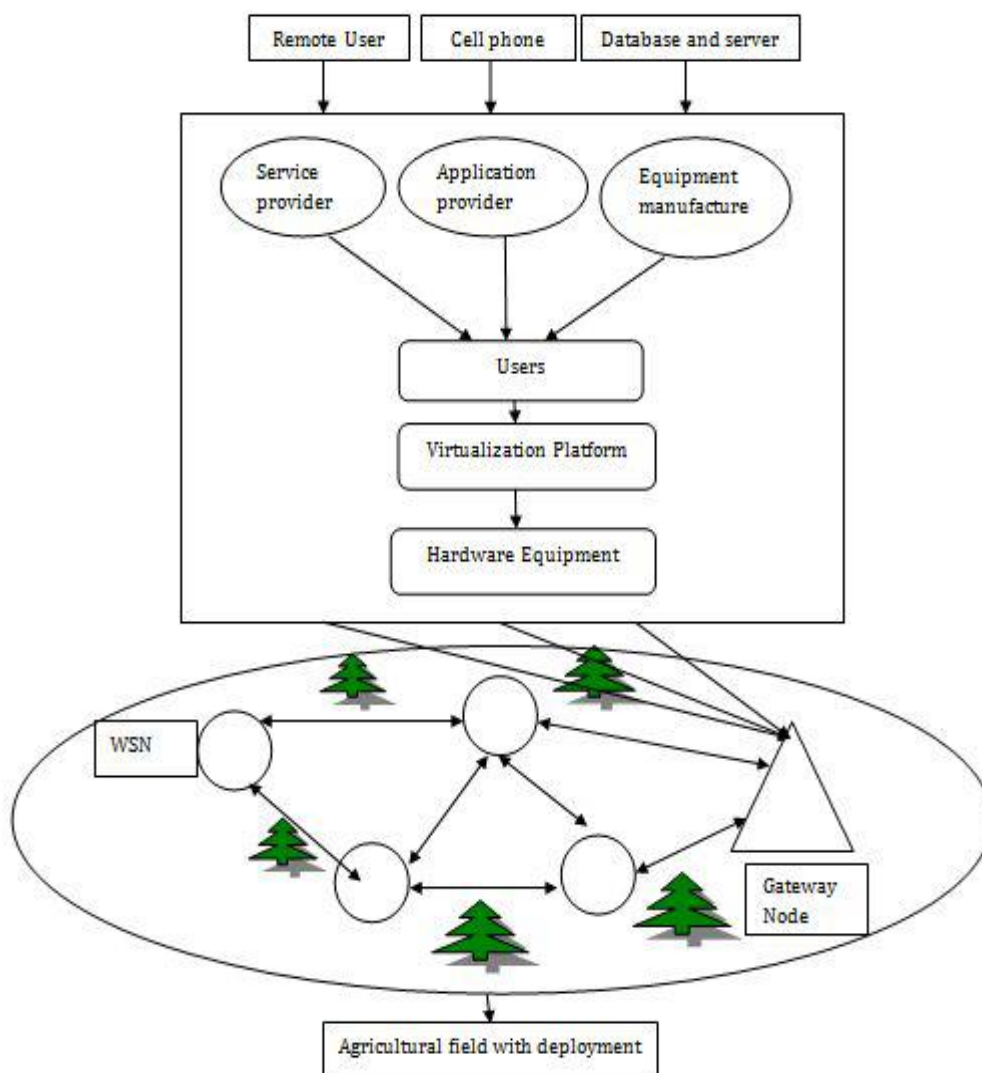 Remote User
Cell phone
Database and server
Service
provider
Application
provider
Equipment
manufacture
Users
Virtualization Platform
Hardware Equipment
WSN
Gateway
Node
Agricultural field with deployment